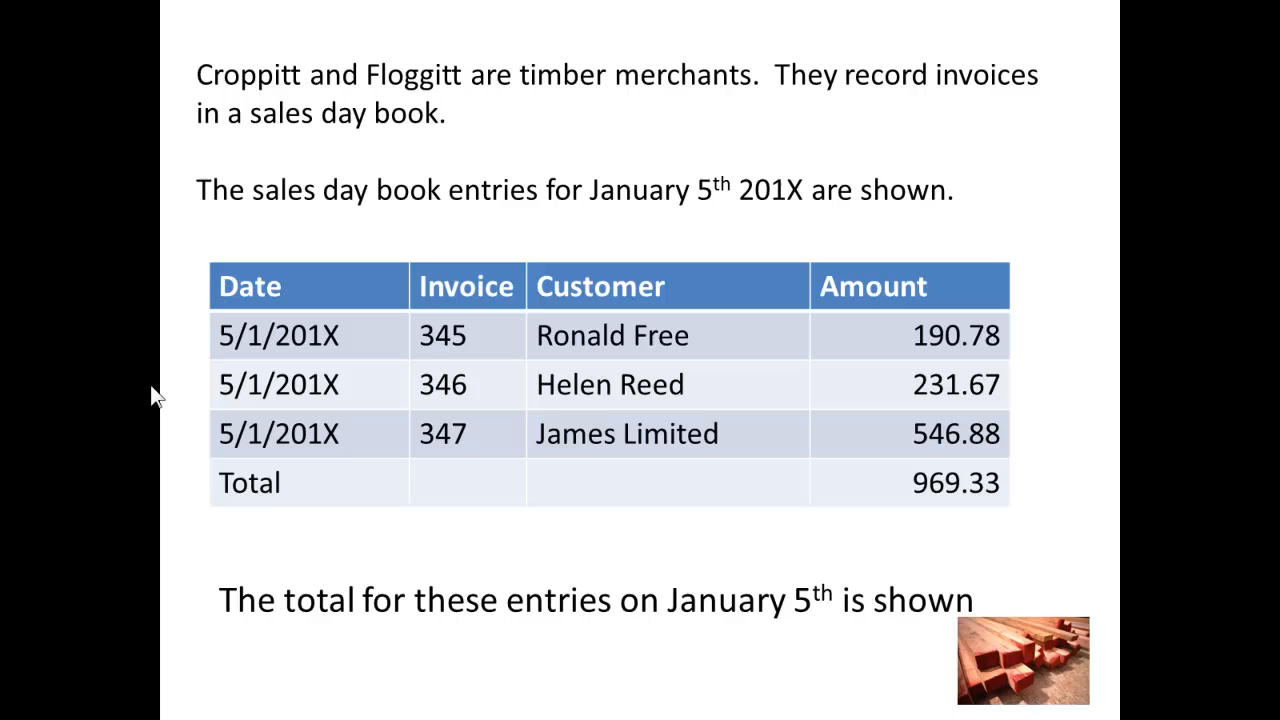 Croppitt and Floggitt are timber merchants.  They record invoices
in a sales day book.
The sales day book entries for January 5th 201X are shown.
Date Invoice Customer Amount
5/1/201X 345 Ronald Free 190.78
5/1/201X 346 Helen Reed 231.67
5/1/201X 347 James Limited 546.88
Total 969.33
The total for these entries on January 5th is shown